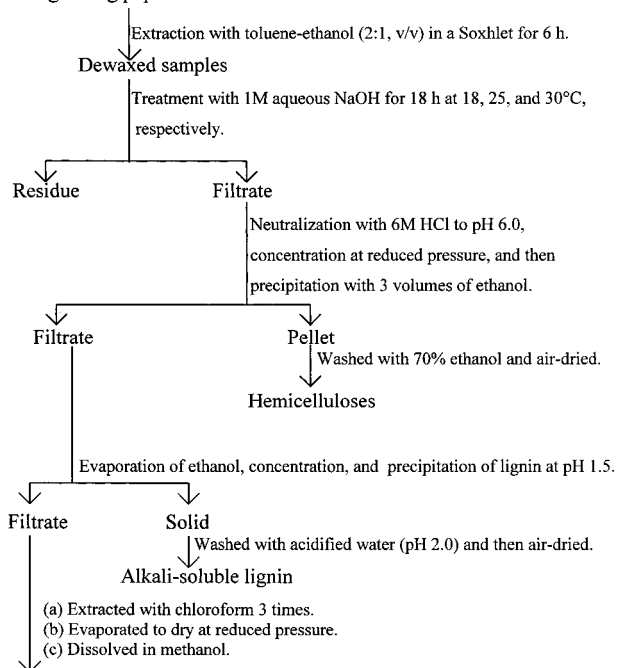 Extraction with toluene-ethanol (2:1, v/v) in a Soxhlet for 6 h.
Dewaxed samples
Treatment with 1M aqueous NaOH for 18 h at 18, 25, and 30°C,
respectively.
Residue
Filtrate
Neutralization with 6M HCl to pH 6.0,
concentration at reduced pressure, and then
precipitation with 3 volumes of ethanol.
Filtrate
Pellet
Washed with 70% ethanol and air-dried.
Hemicelluloses
Evaporation of ethanol, concentration, and precipitation of lignin at pH 1.5.
Filtrate
Solid
Washed with acidified water (pH 2.0) and then air-dried.
Alkali-soluble lignin
(a) Extracted with chloroform 3 times.
(b) Evaporated to dry at reduced pressure.
(c) Dissolved in methanol.